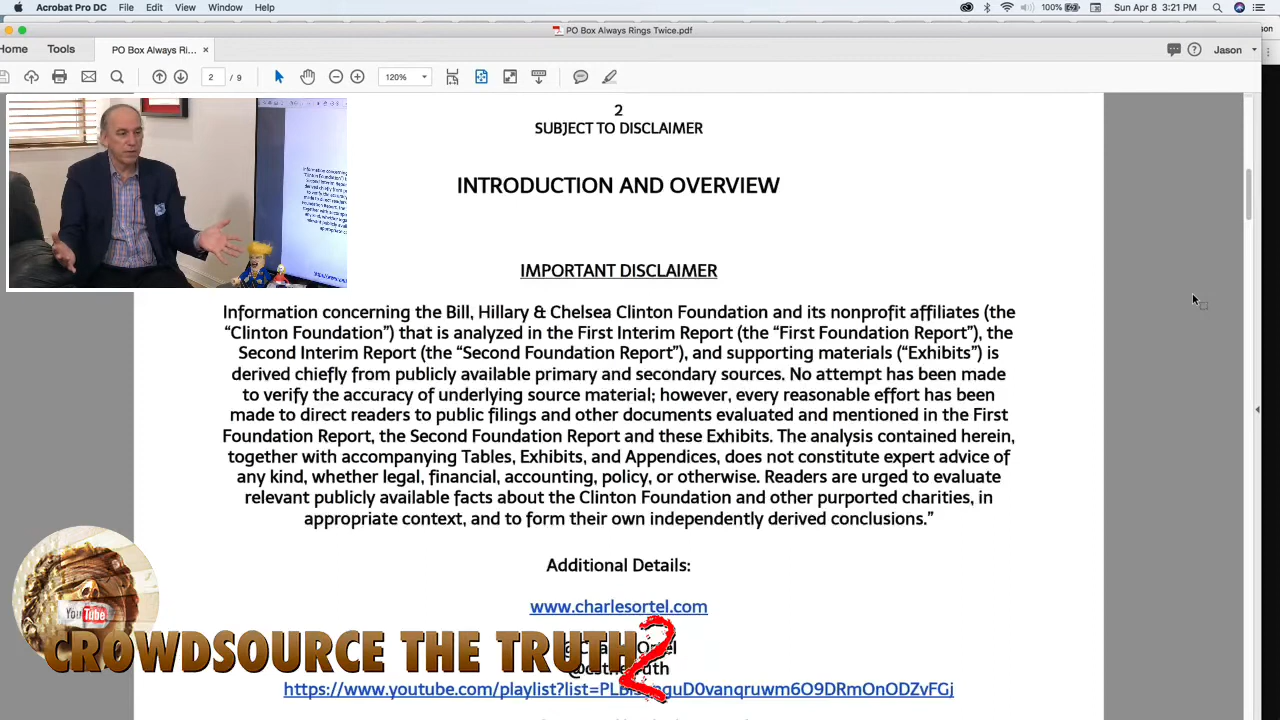 Acrobat Pro DC File Edit View Window Help 100% Sun Apr 8 3:21 PM
PO Box Always Rings Twice.pdf
Home Tools PO Box Always Ri... × Jason
2 / 9 120%
2
SUBJECT TO DISCLAIMER
INTRODUCTION AND OVERVIEW
IMPORTANT DISCLAIMER
Information concerning the Bill, Hillary & Chelsea Clinton Foundation and its nonprofit affiliates (the
“Clinton Foundation”) that is analyzed in the First Interim Report (the “First Foundation Report”), the
Second Interim Report (the “Second Foundation Report”), and supporting materials (“Exhibits”) is
derived chiefly from publicly available primary and secondary sources. No attempt has been made
to verify the accuracy of underlying source material; however, every reasonable effort has been
made to direct readers to public filings and other documents evaluated and mentioned in the First
Foundation Report, the Second Foundation Report and these Exhibits. The analysis contained herein,
together with accompanying Tables, Exhibits, and Appendices, does not constitute expert advice of
any kind, whether legal, financial, accounting, policy, or otherwise. Readers are urged to evaluate
relevant publicly available facts about the Clinton Foundation and other purported charities, in
appropriate context, and to form their own independently derived conclusions.”
Additional Details:
www.charlesortel.com
YouTube
CROWDSOURCE THE TRUTH 2